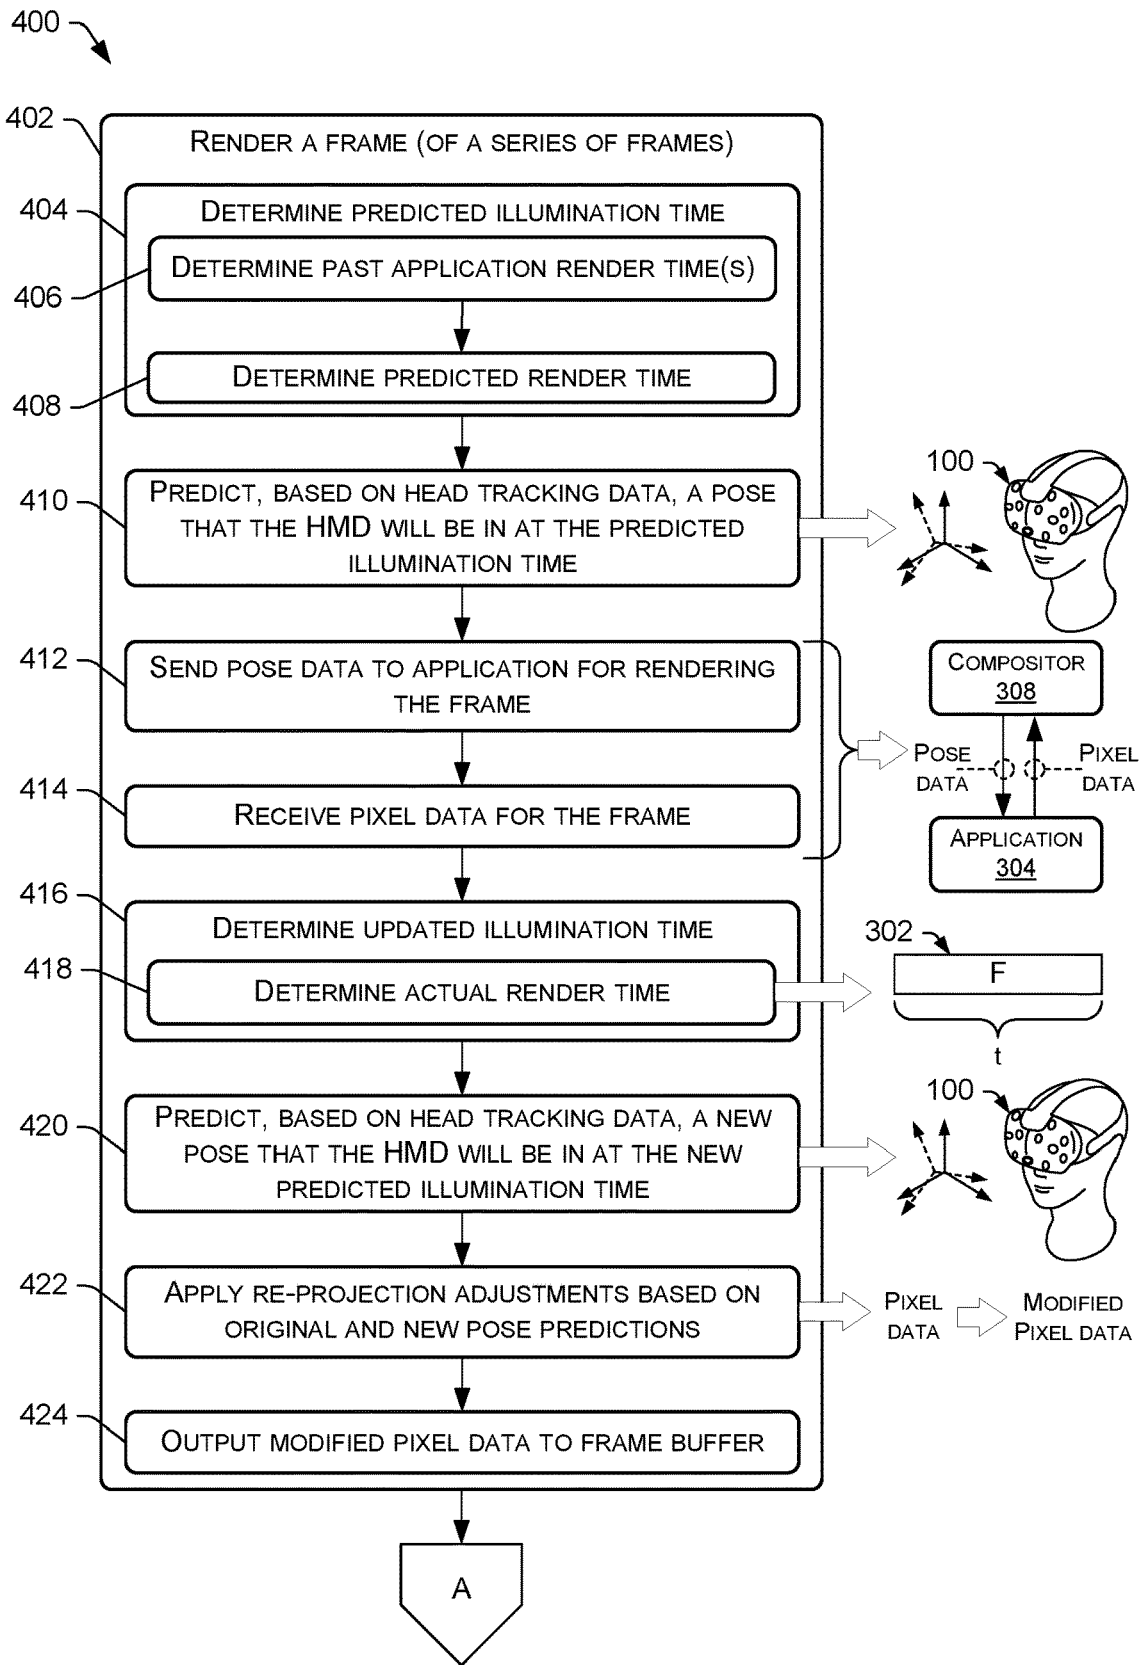 400
402
RENDER A FRAME (OF A SERIES OF FRAMES)
404
DETERMINE PREDICTED ILLUMINATION TIME
406
DETERMINE PAST APPLICATION RENDER TIME(S)
408
DETERMINE PREDICTED RENDER TIME
410
PREDICT, BASED ON HEAD TRACKING DATA, A POSE
THAT THE HMD WILL BE IN AT THE PREDICTED
ILLUMINATION TIME
100
412
SEND POSE DATA TO APPLICATION FOR RENDERING
THE FRAME
COMPOSITOR
308
POSE
DATA
PIXEL
DATA
414
RECEIVE PIXEL DATA FOR THE FRAME
APPLICATION
304
416
DETERMINE UPDATED ILLUMINATION TIME
418
DETERMINE ACTUAL RENDER TIME
302
F
t
420
PREDICT, BASED ON HEAD TRACKING DATA, A NEW
POSE THAT THE HMD WILL BE IN AT THE NEW
PREDICTED ILLUMINATION TIME
100
422
APPLY RE-PROJECTION ADJUSTMENTS BASED ON
ORIGINAL AND NEW POSE PREDICTIONS
PIXEL
DATA
MODIFIED
PIXEL DATA
424
OUTPUT MODIFIED PIXEL DATA TO FRAME BUFFER
A